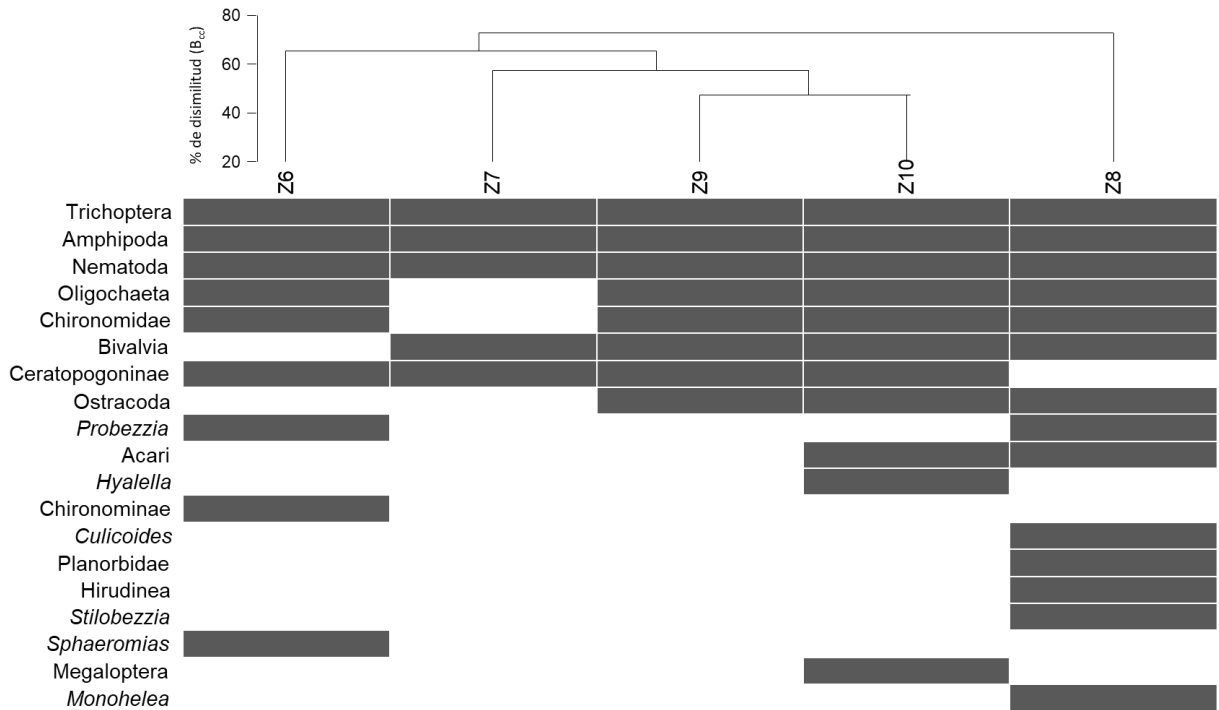 80
60
40
20
% de disimilitud (Bcc)
Z6
Z7
Z9
Z10
Z8
Trichoptera
Amphipoda
Nematoda
Oligochaeta
Chironomidae
Bivalvia
Ceratopogoninae
Ostracoda
Probezzia
Acari
Hyalella
Chironominae
Culicoides
Planorbidae
Hirudinea
Stilobezzia
Sphaeromias
Megaloptera
Monohelea